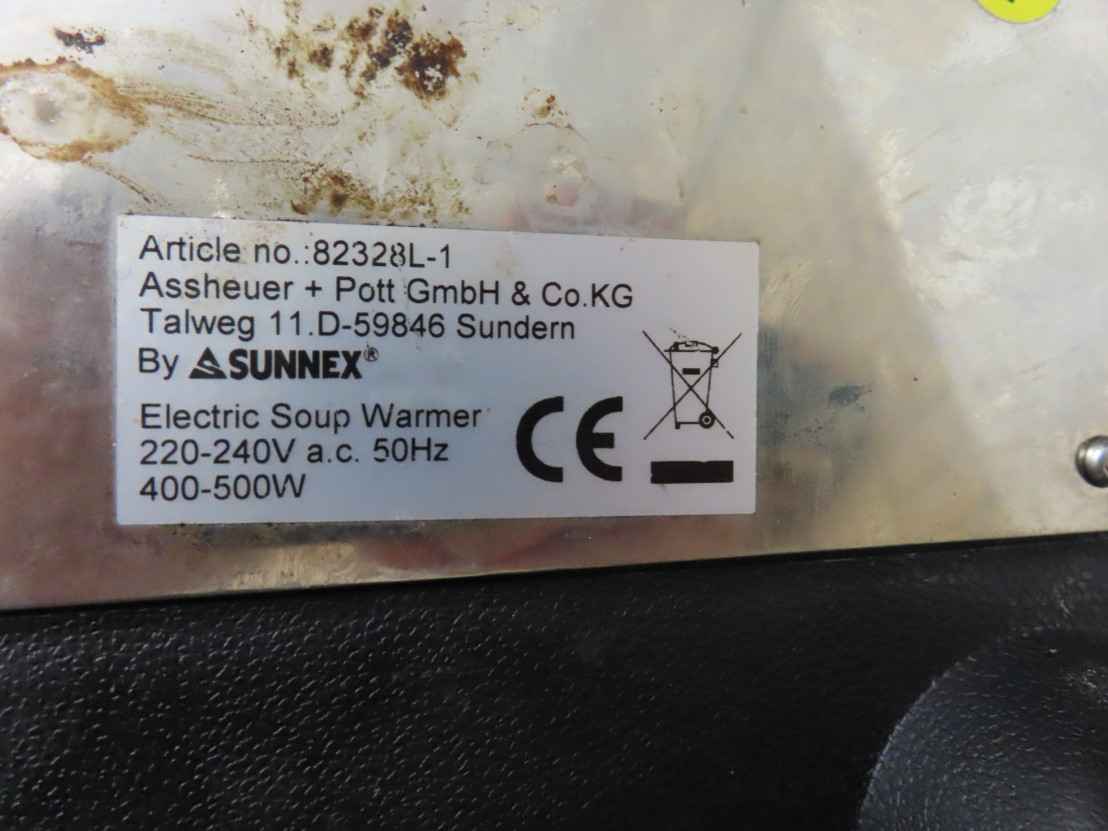 Article no.:82328L-1
Assheuer + Pott GmbH & Co.KG
Talweg 11.D-59846 Sundern
By SUNNEX®
Electric Soup Warmer
220-240V a.c. 50Hz
400-500W
CE